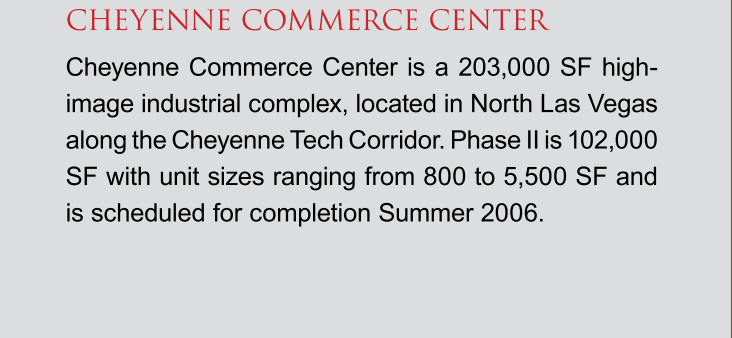 CHEYENNE COMMERCE CENTER
Cheyenne Commerce Center is a 203,000 SF high-
image industrial complex, located in North Las Vegas
along the Cheyenne Tech Corridor. Phase II is 102,000
SF with unit sizes ranging from 800 to 5,500 SF and
is scheduled for completion Summer 2006.